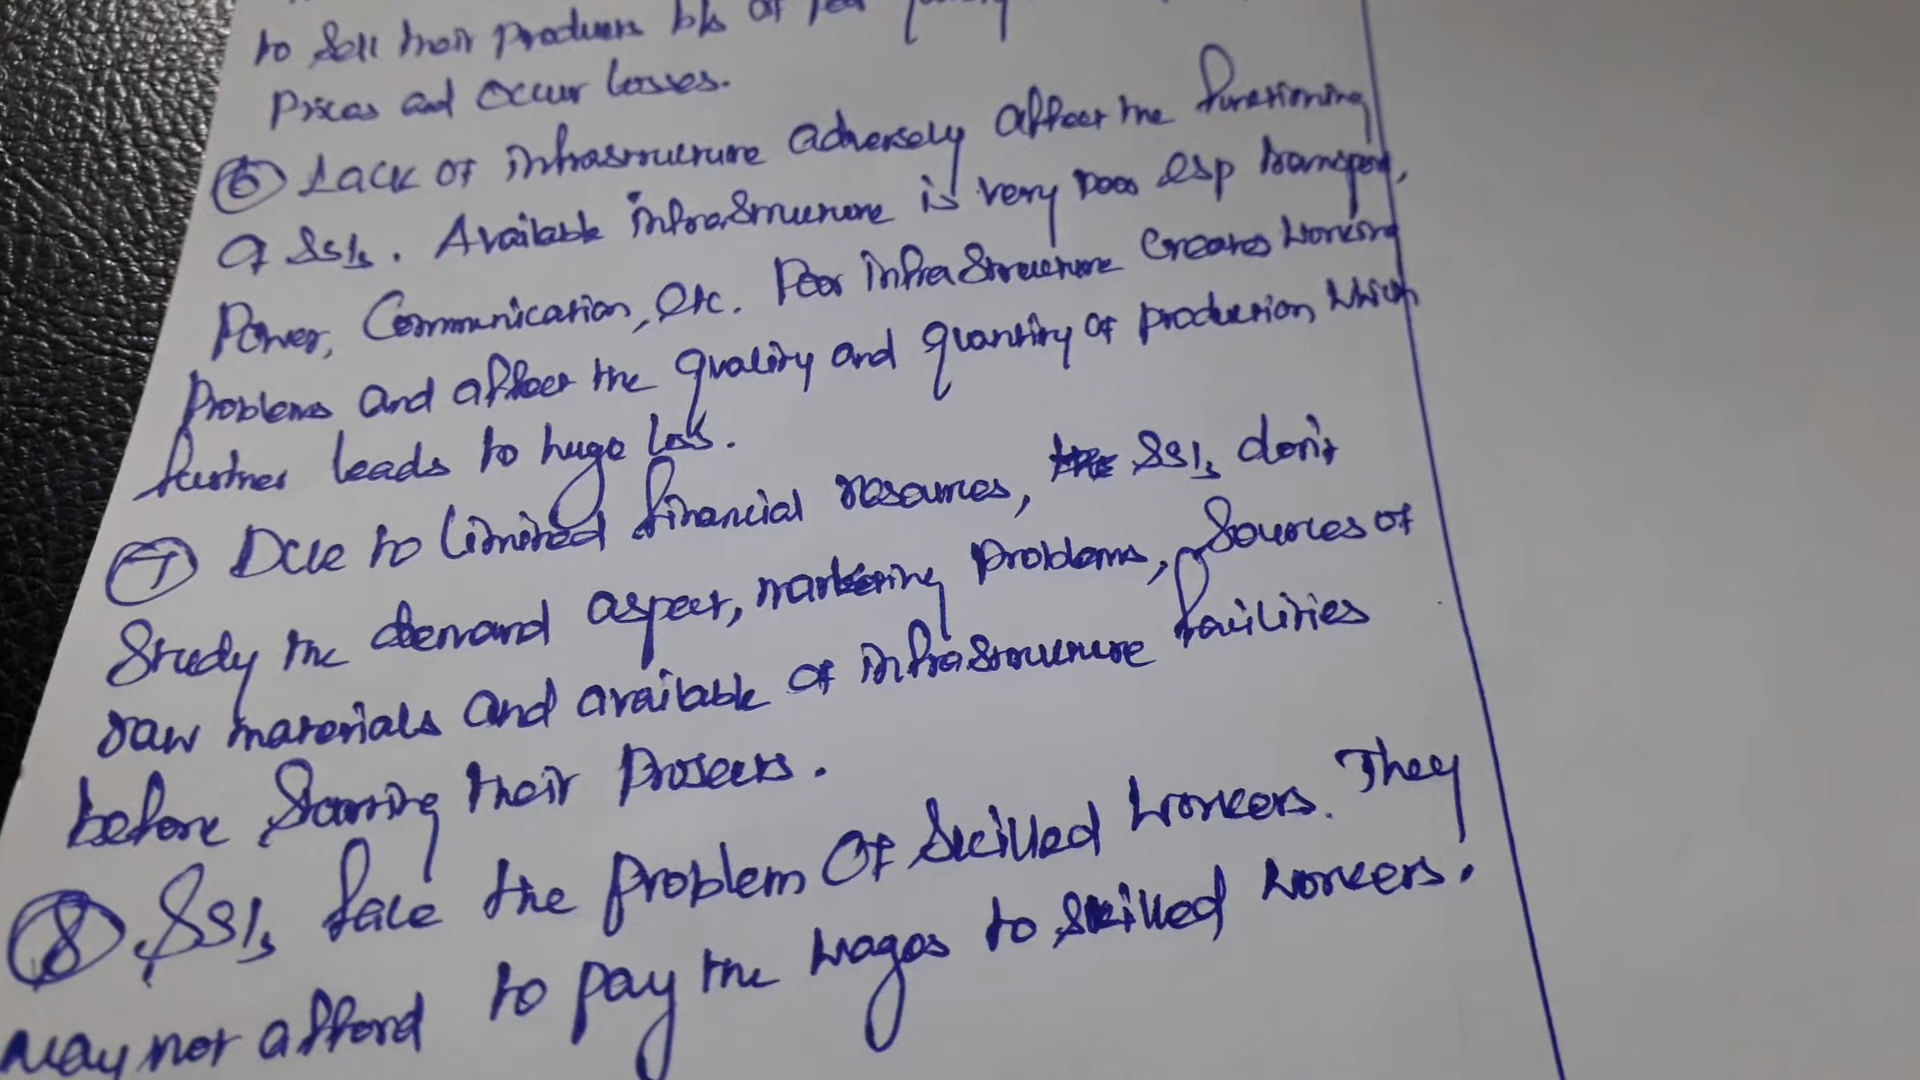 to Sell their products b/s of
Prices and occur losses.
⑥ Lack of infrastructure adversely affect the functioning
of SSIs. Available infrastructure is very poor esp transport,
Power, Communication, etc. Poor infrastructure creates working
Problems and affect the quality and quantity of production which
further leads to huge loss.
⑦ Due to limited financial resources, the SSIs don't
Study the demand aspect, marketing problems, Sources of
raw materials and available of infrastructure facilities
before starring their Projects.
⑧ SSIs face the problem of skilled workers. They
may not afford to pay the wages to skilled workers.